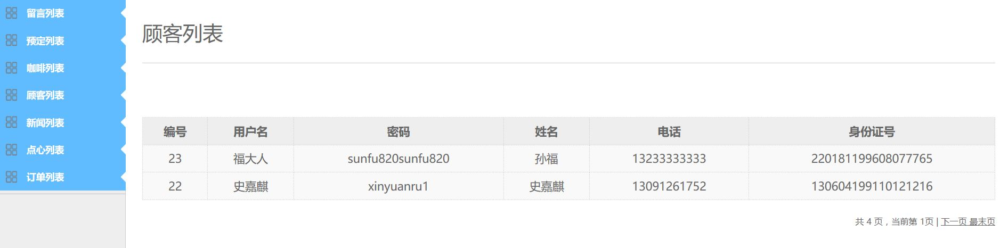 留言列表
预定列表
咖啡列表
顾客列表
新闻列表
点心列表
订单列表
顾客列表
编号 用户名 密码 姓名 电话 身份证号
23 福大人 sunfu820sunfu820 孙福 13233333333 220181199608077765
22 史嘉麒 xinyuanru1 史嘉麒 13091261752 130604199110121216
共 4 页，当前第 1页 | 下一页 最末页